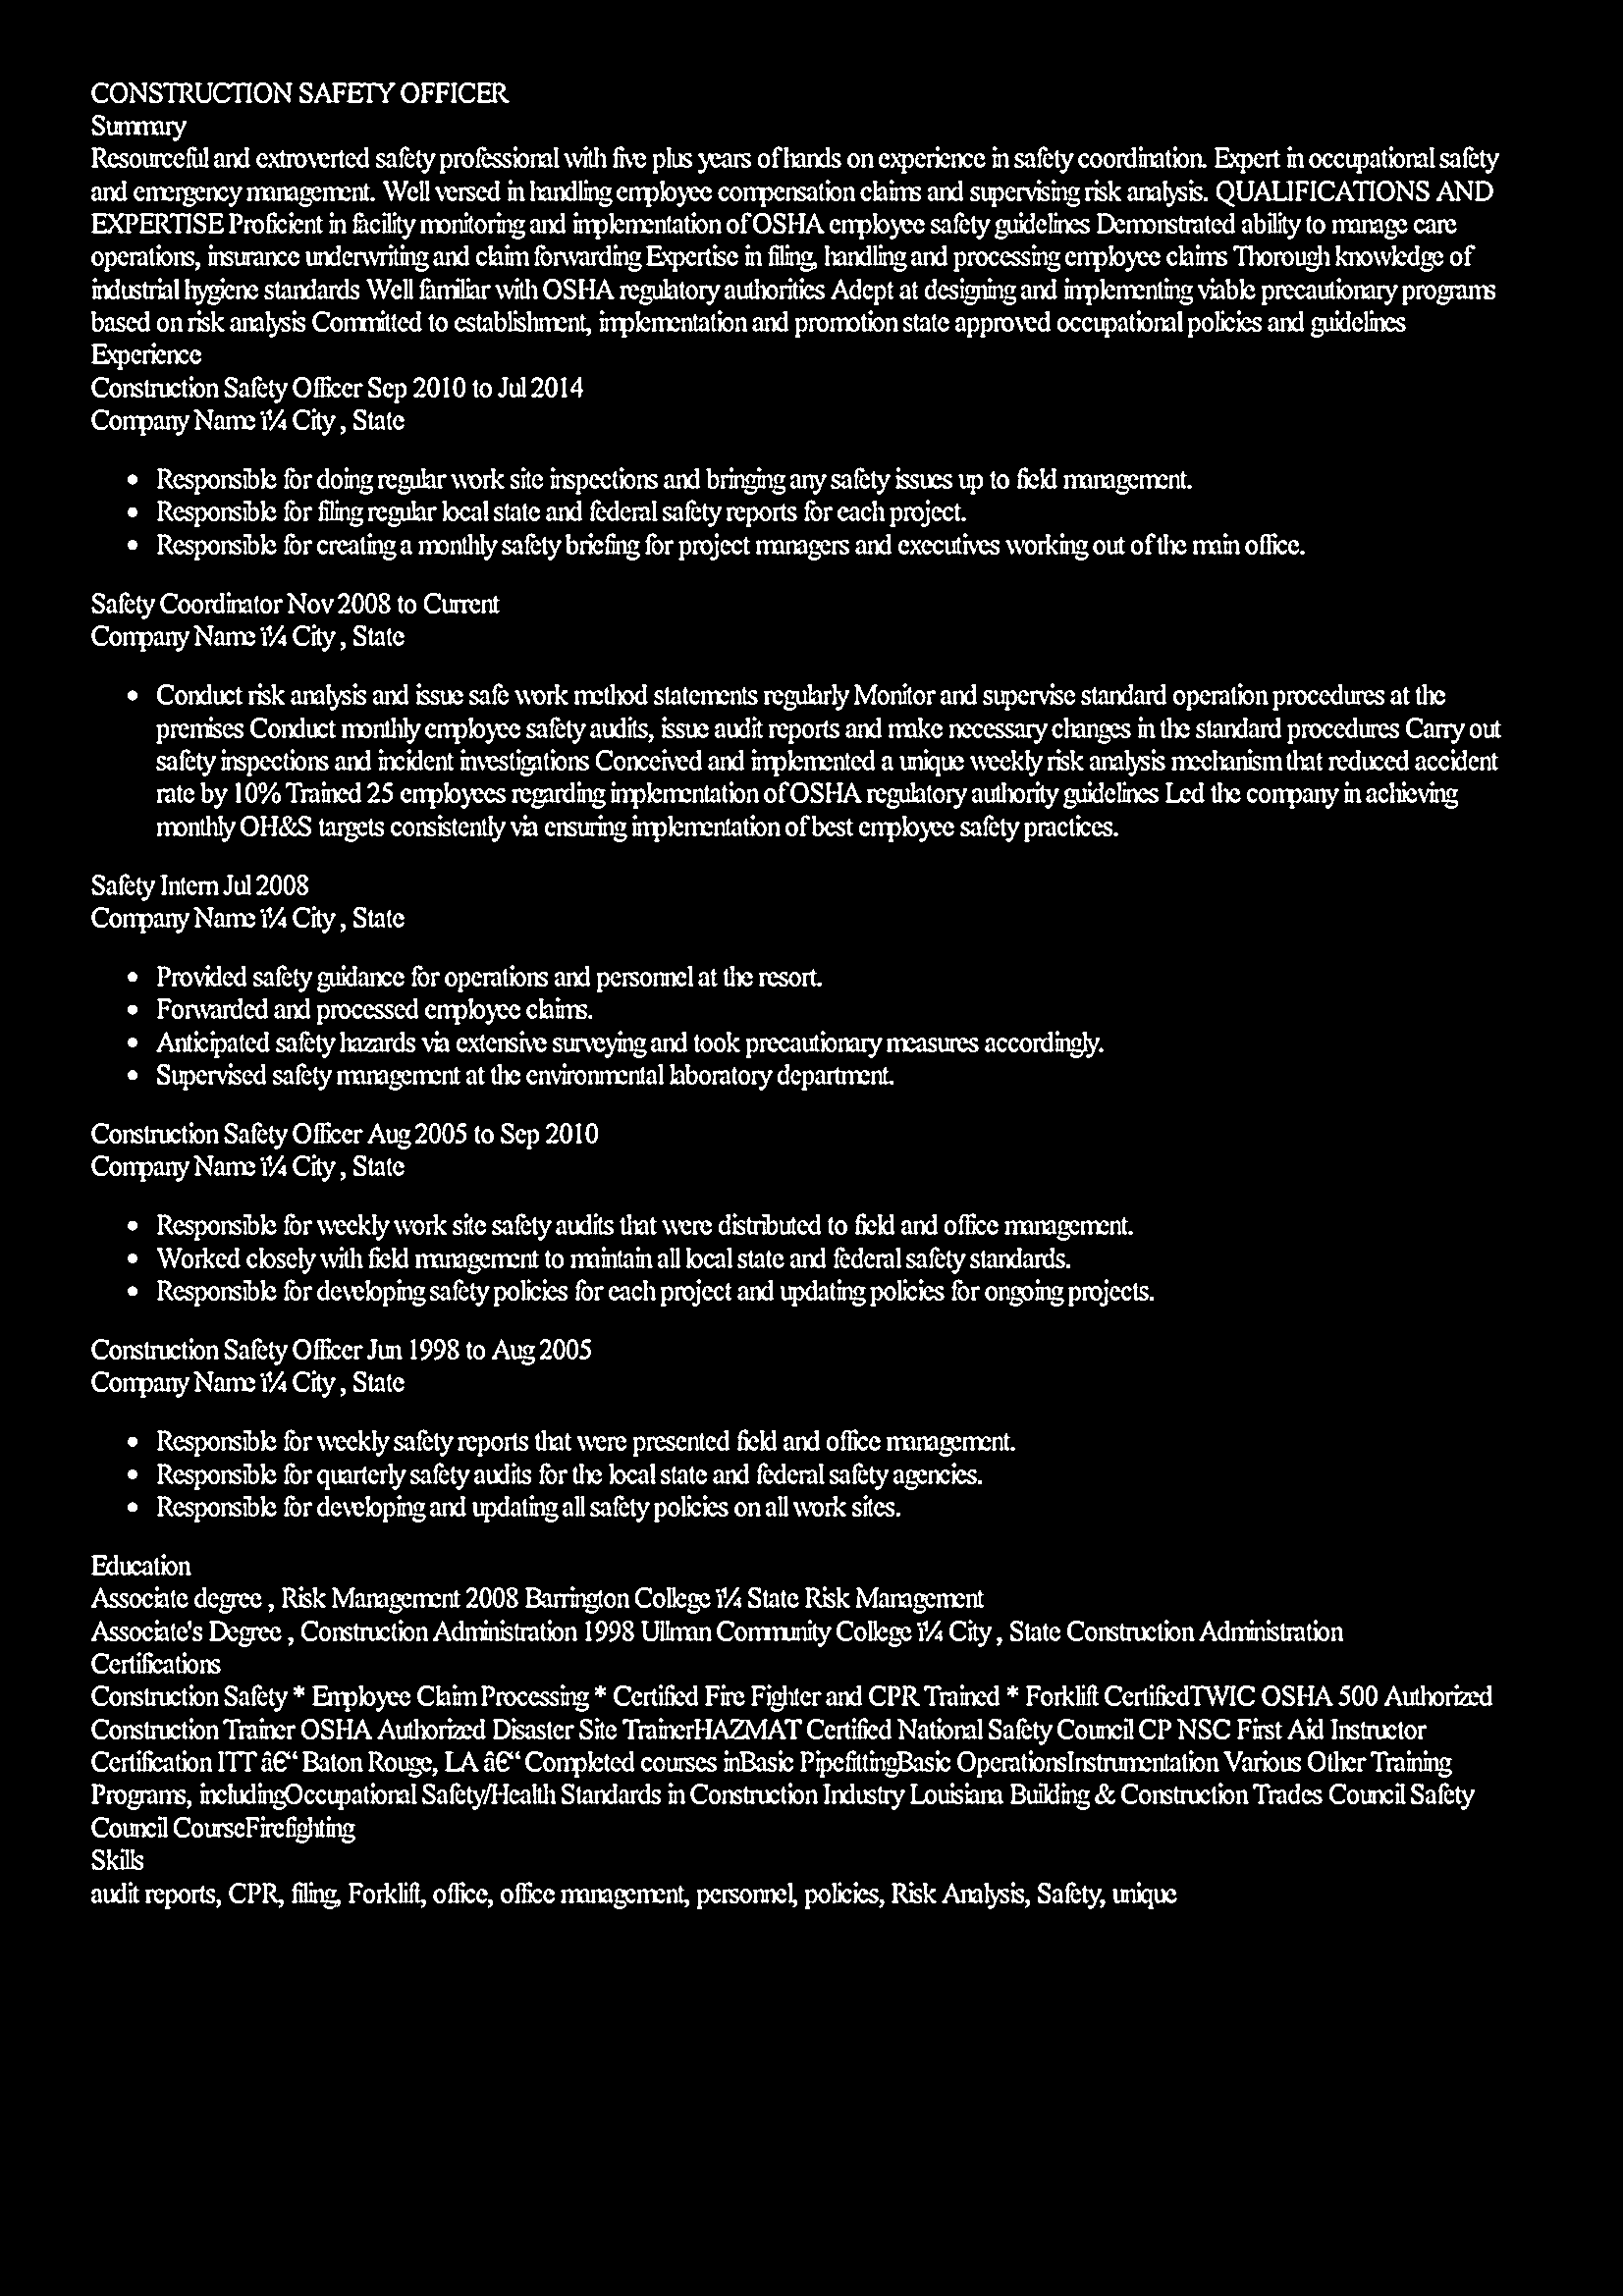 CONSTRUCTION SAFETY OFFICER
Summary
Resourceful and extroverted safety professional with five plus years of hands on experience in safety coordination. Expert in occupational safety
and emergency management. Well versed in handling employee compensation claims and supervising risk analysis. QUALIFICATIONS AND
EXPERTISE Proficient in facility monitoring and implementation of OSHA employee safety guidelines Demonstrated ability to manage care
operations, insurance underwriting and claim forwarding Expertise in filing, handling and processing employee claims Thorough knowledge of
industrial hygiene standards Well familiar with OSHA regulatory authorities Adept at designing and implementing viable precautionary programs
based on risk analysis Committed to establishment, implementation and promotion state approved occupational policies and guidelines
Experience
Construction Safety Officer Sep 2010 to Jul 2014
Company Name ï¼ City , State
• Responsible for doing regular work site inspections and bringing any safety issues up to field management.
• Responsible for filing regular local state and federal safety reports for each project.
• Responsible for creating a monthly safety briefing for project managers and executives working out of the main office.
Safety Coordinator Nov 2008 to Current
Company Name ï¼ City , State
• Conduct risk analysis and issue safe work method statements regularly Monitor and supervise standard operation procedures at the
premises Conduct monthly employee safety audits, issue audit reports and make necessary changes in the standard procedures Carry out
safety inspections and incident investigations Conceived and implemented a unique weekly risk analysis mechanism that reduced accident
rate by 10% Trained 25 employees regarding implementation of OSHA regulatory authority guidelines Led the company in achieving
monthly OH&S targets consistently via ensuring implementation of best employee safety practices.
Safety Intern Jul 2008
Company Name ï¼ City , State
• Provided safety guidance for operations and personnel at the resort.
• Forwarded and processed employee claims.
• Anticipated safety hazards via extensive surveying and took precautionary measures accordingly.
• Supervised safety management at the environmental laboratory department.
Construction Safety Officer Aug 2005 to Sep 2010
Company Name ï¼ City , State
• Responsible for weekly work site safety audits that were distributed to field and office management.
• Worked closely with field management to maintain all local state and federal safety standards.
• Responsible for developing safety policies for each project and updating policies for ongoing projects.
Construction Safety Officer Jun 1998 to Aug 2005
Company Name ï¼ City , State
• Responsible for weekly safety reports that were presented field and office management.
• Responsible for quarterly safety audits for the local state and federal safety agencies.
• Responsible for developing and updating all safety policies on all work sites.
Education
Associate degree , Risk Management 2008 Barrington College ï¼ State Risk Management
Associate's Degree , Construction Administration 1998 Ullman Community College ï¼ City , State Construction Administration
Certifications
Construction Safety * Employee Claim Processing * Certified Fire Fighter and CPR Trained * Forklift CertifiedTWIC OSHA 500 Authorized
Construction Trainer OSHA Authorized Disaster Site TrainerHAZMAT Certified National Safety Council CP NSC First Aid Instructor
Certification ITT â€“ Baton Rouge, LA â€“ Completed courses inBasic PipefittingBasic OperationsInstrumentation Various Other Training
Programs, includingOccupational Safety/Health Standards in Construction Industry Louisiana Building & Construction Trades Council Safety
Council CourseFirefighting
Skills
audit reports, CPR, filing, Forklift, office, office management, personnel, policies, Risk Analysis, Safety, unique